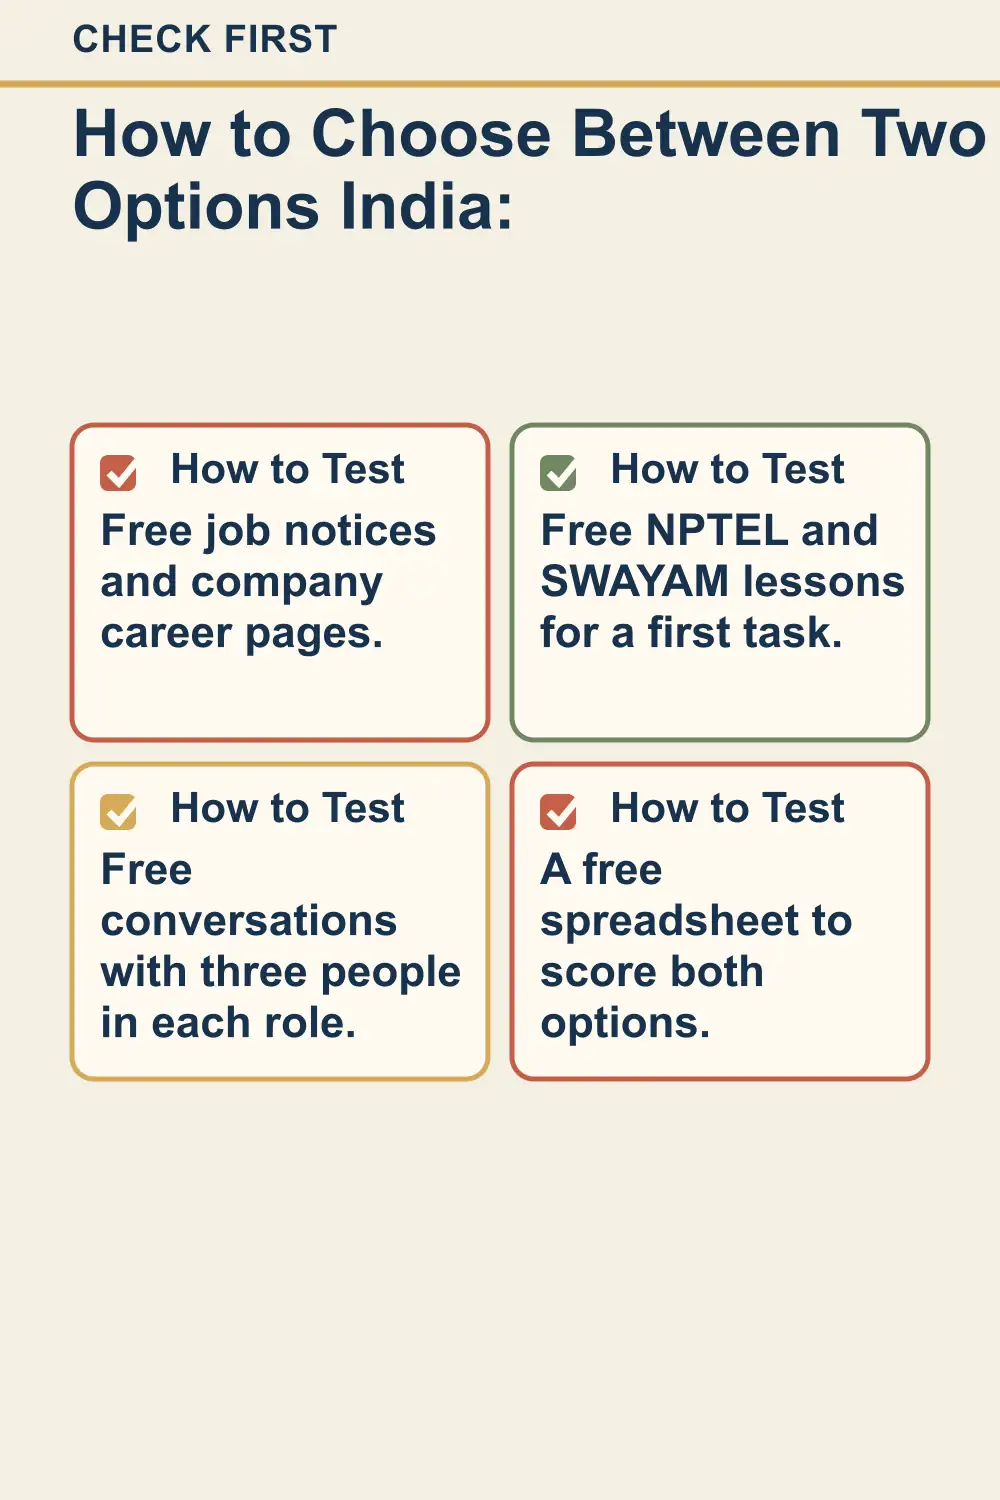 CHECK FIRST
How to Choose Between Two
Options India:
How to Test
Free job notices
and company
career pages.
How to Test
Free NPTEL and
SWAYAM lessons
for a first task.
How to Test
Free
conversations
with three people
in each role.
How to Test
A free
spreadsheet to
score both
options.